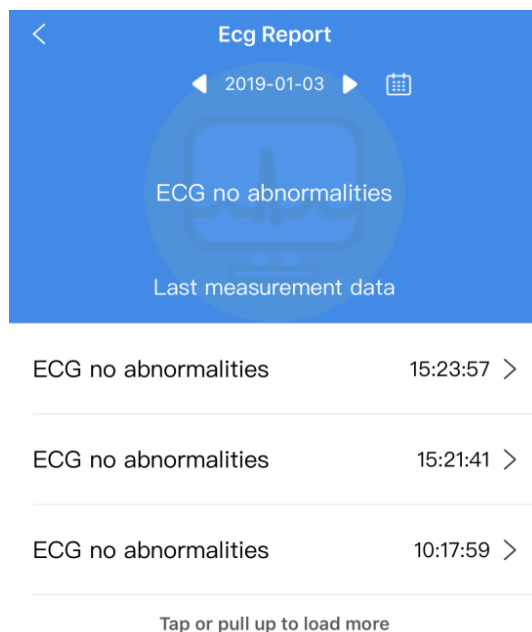 Ecg Report
2019-01-03
ECG no abnormalities
Last measurement data
ECG no abnormalities 15:23:57
ECG no abnormalities 15:21:41
ECG no abnormalities 10:17:59
Tap or pull up to load more